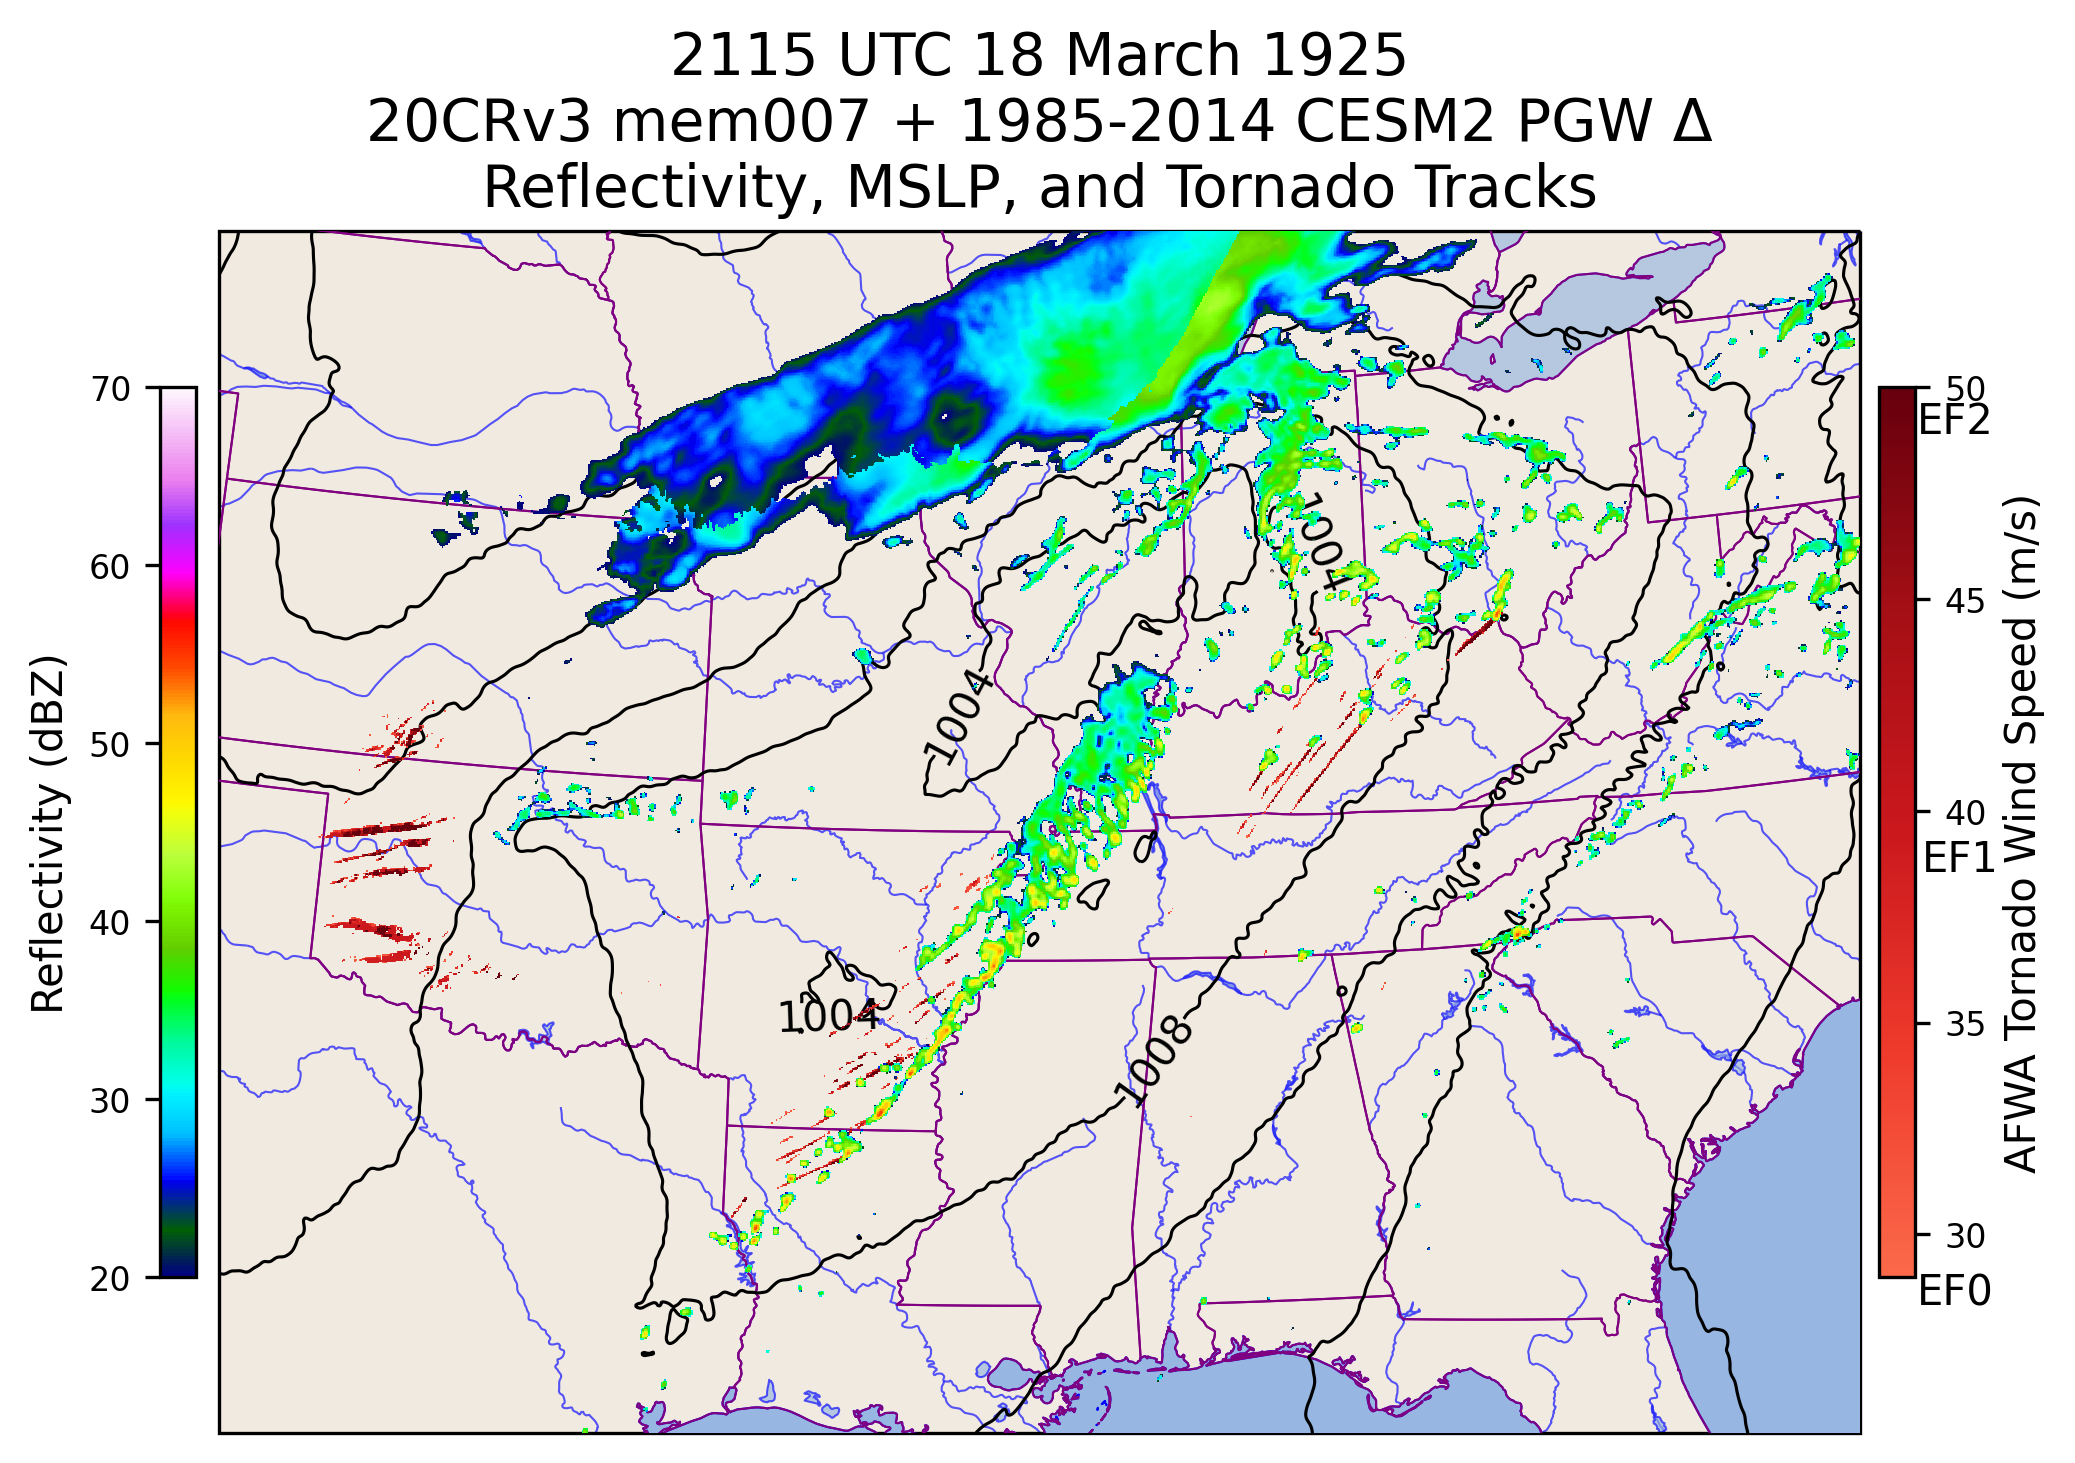 2115 UTC 18 March 1925
20CRv3 mem007 + 1985-2014 CESM2 PGW Δ
Reflectivity, MSLP, and Tornado Tracks
Reflectivity (dBZ)
70
60
50
40
30
20
1004
1004
1004
1008
50
EF2
45
40
EF1
35
30
EF0
AFWA Tornado Wind Speed (m/s)